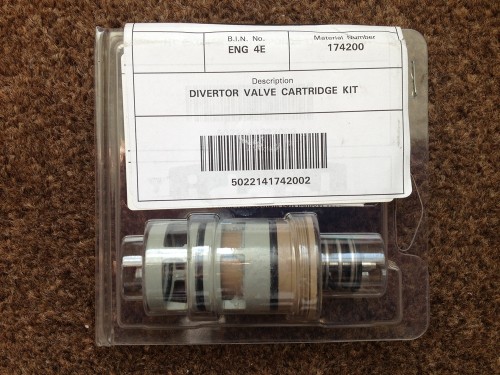 B.I.N. No.
ENG 4E
Material Number
174200
Description
DIVERTOR VALVE CARTRIDGE KIT
5022141742002